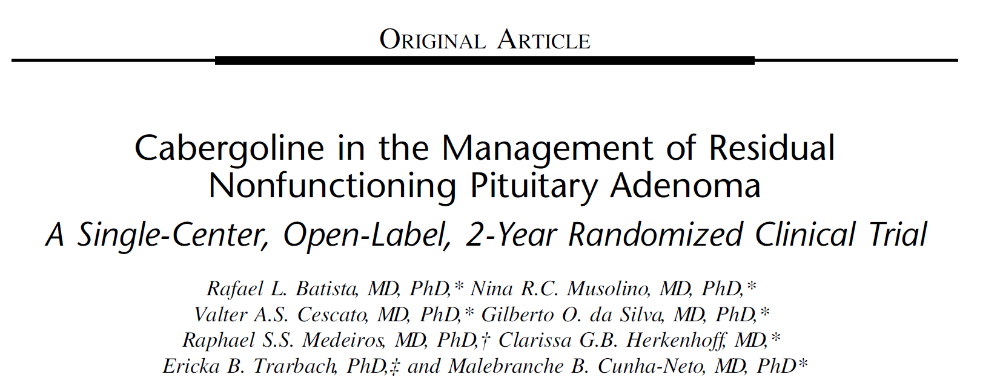 ORIGINAL ARTICLE
Cabergoline in the Management of Residual
Nonfunctioning Pituitary Adenoma
A Single-Center, Open-Label, 2-Year Randomized Clinical Trial
Rafael L. Batista, MD, PhD,* Nina R.C. Musolino, MD, PhD,*
Valter A.S. Cescato, MD, PhD,* Gilberto O. da Silva, MD, PhD,*
Raphael S.S. Medeiros, MD, PhD,† Clarissa G.B. Herkenhoff, MD,*
Ericka B. Trarbach, PhD,‡ and Malebranche B. Cunha-Neto, MD, PhD*